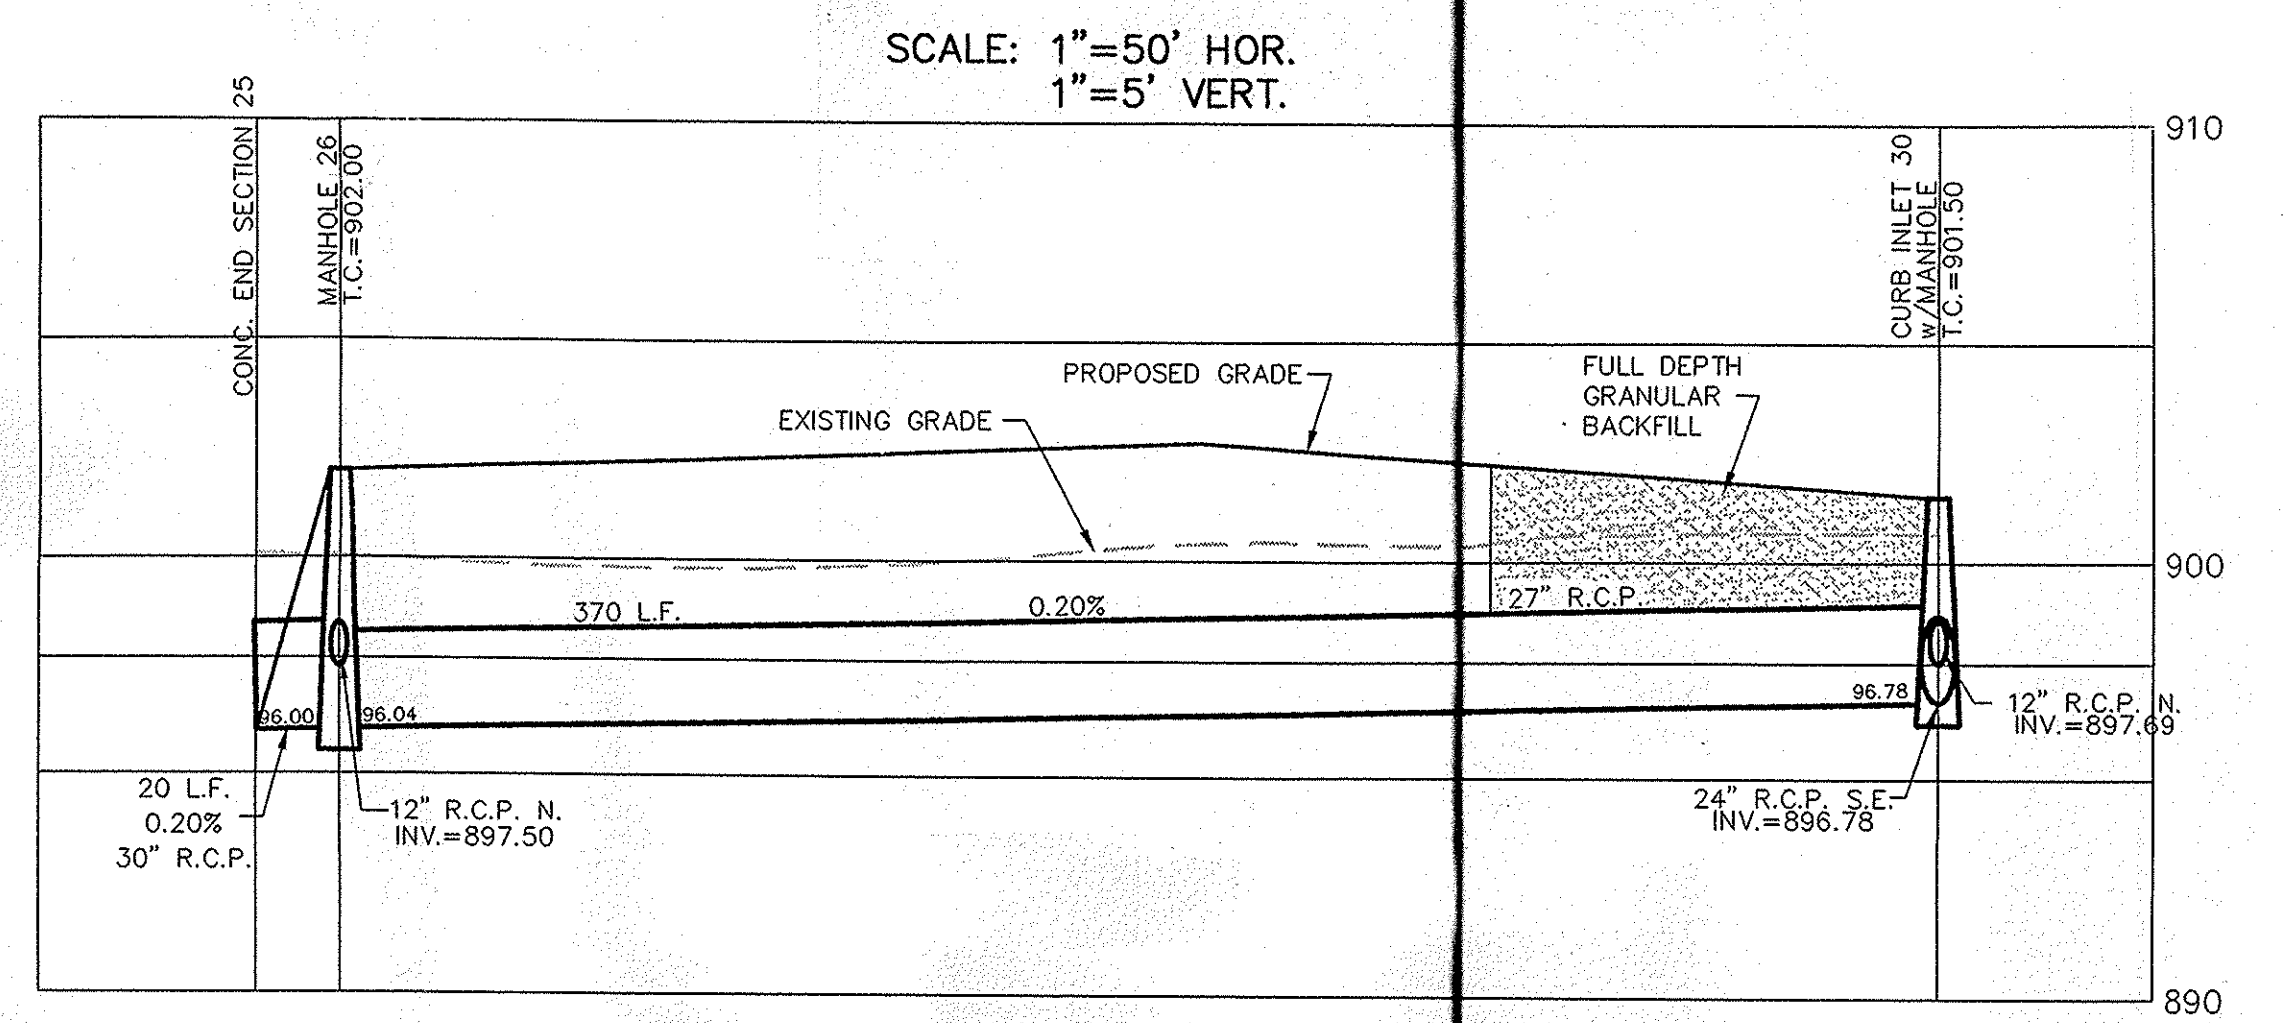 SCALE: 1"=50' HOR.
1"=5' VERT.
CONC. END SECTION 25
MANHOLE 26
T.C.=902.00
CURB INLET 30
w/MANHOLE
T.C.=901.50
910
PROPOSED GRADE
EXISTING GRADE
FULL DEPTH
GRANULAR
BACKFILL
900
370 L.F.
0.20%
27" R.C.P.
96.00
96.04
96.78
12" R.C.P. N.
INV.=897.69
20 L.F.
0.20%
30" R.C.P.
12" R.C.P. N.
INV.=897.50
24" R.C.P. S.E.
INV.=896.78
890